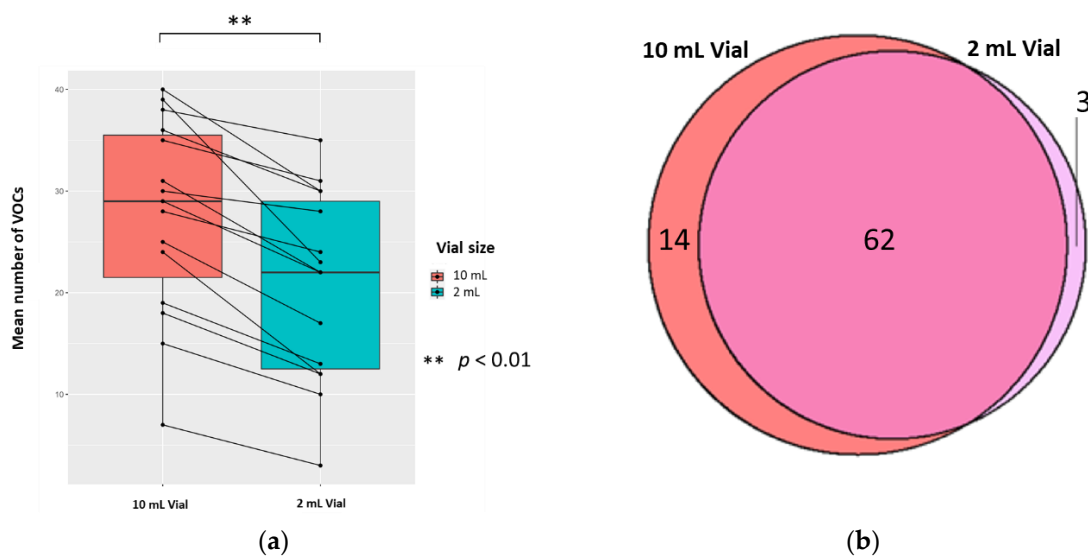 **
Mean number of VOCs
40
30
20
10
10 mL Vial
2 mL Vial
Vial size
10 mL
2 mL
** p < 0.01
(a)
10 mL Vial
2 mL Vial
3
14
62
(b)